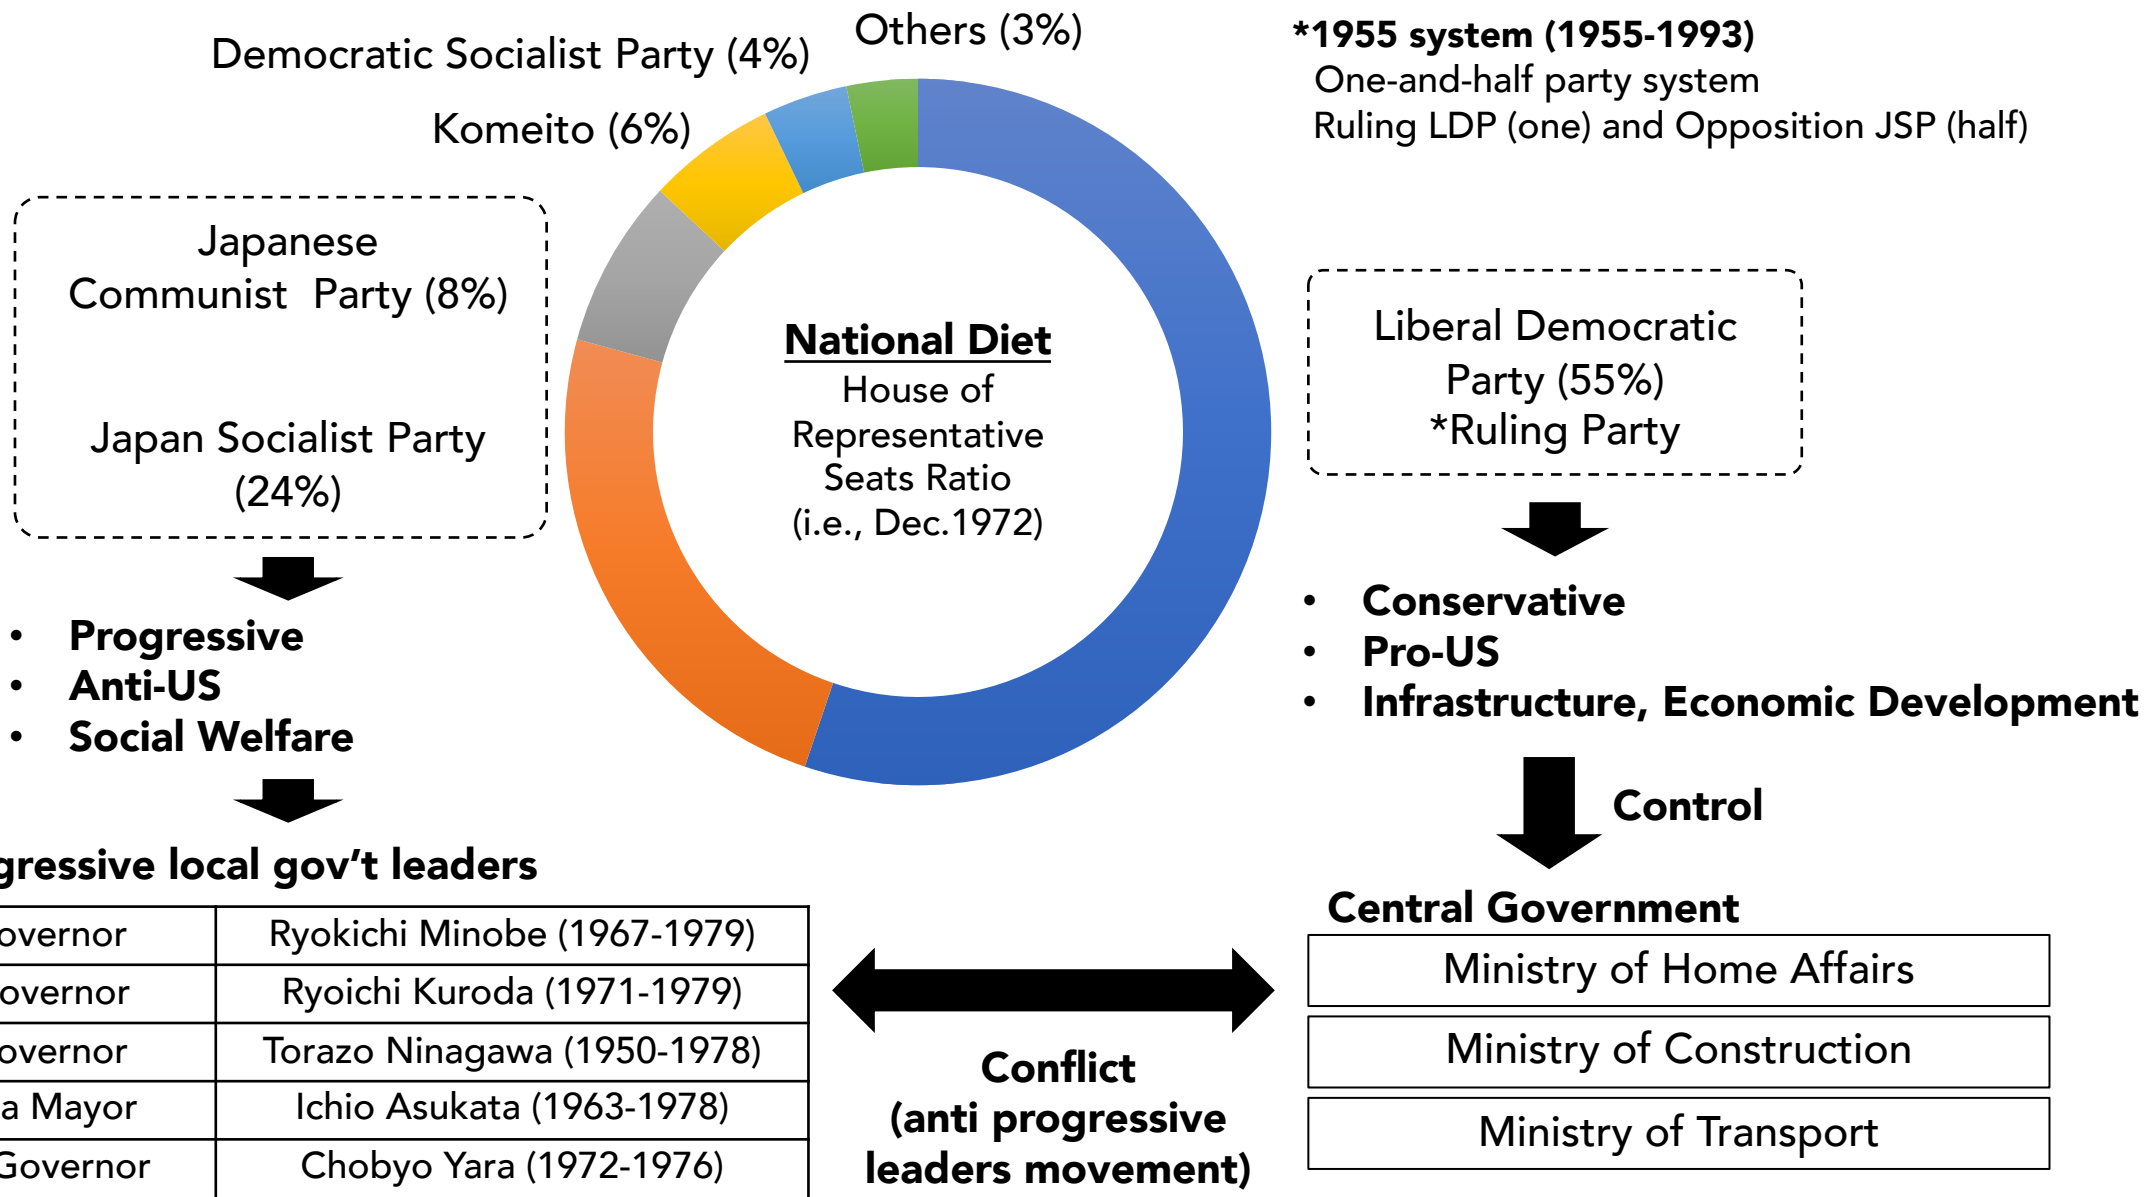 Democratic Socialist Party (4%)
Others (3%)
Komeito (6%)
*1955 system (1955-1993)
One-and-half party system
Ruling LDP (one) and Opposition JSP (half)
Japanese
Communist Party (8%)
Japan Socialist Party
(24%)
National Diet
House of
Representative
Seats Ratio
(i.e., Dec.1972)
Liberal Democratic
Party (55%)
*Ruling Party
• Progressive
• Anti-US
• Social Welfare
• Conservative
• Pro-US
• Infrastructure, Economic Development
Control
gressive local gov't leaders
overnor Ryokichi Minobe (1967-1979)
overnor Ryoichi Kuroda (1971-1979)
overnor Torazo Ninagawa (1950-1978)
a Mayor Ichio Asukata (1963-1978)
Governor Chobyo Yara (1972-1976)
Conflict
(anti progressive
leaders movement)
Central Government
Ministry of Home Affairs
Ministry of Construction
Ministry of Transport